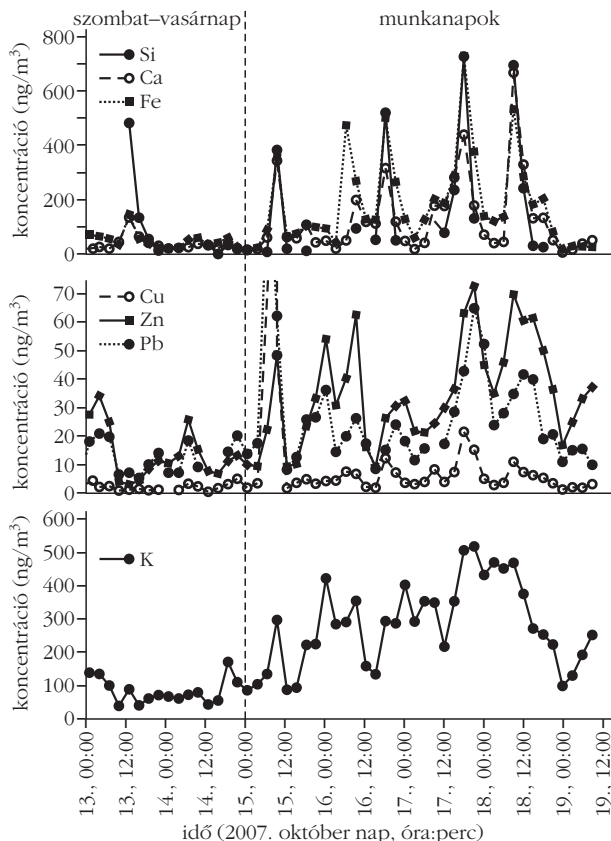 szombat–vasárnap munkanapok
koncentráció (ng/m³)
800
600
400
200
0
Si
Ca
Fe
koncentráció (ng/m³)
70
60
50
40
30
20
10
0
Cu
Zn
Pb
koncentráció (ng/m³)
600
500
400
300
200
100
0
K
13., 00:00
13., 12:00
14., 00:00
14., 12:00
15., 00:00
15., 12:00
16., 00:00
16., 12:00
17., 00:00
17., 12:00
18., 00:00
18., 12:00
19., 00:00
19., 12:00
idő (2007. október nap, óra:perc)